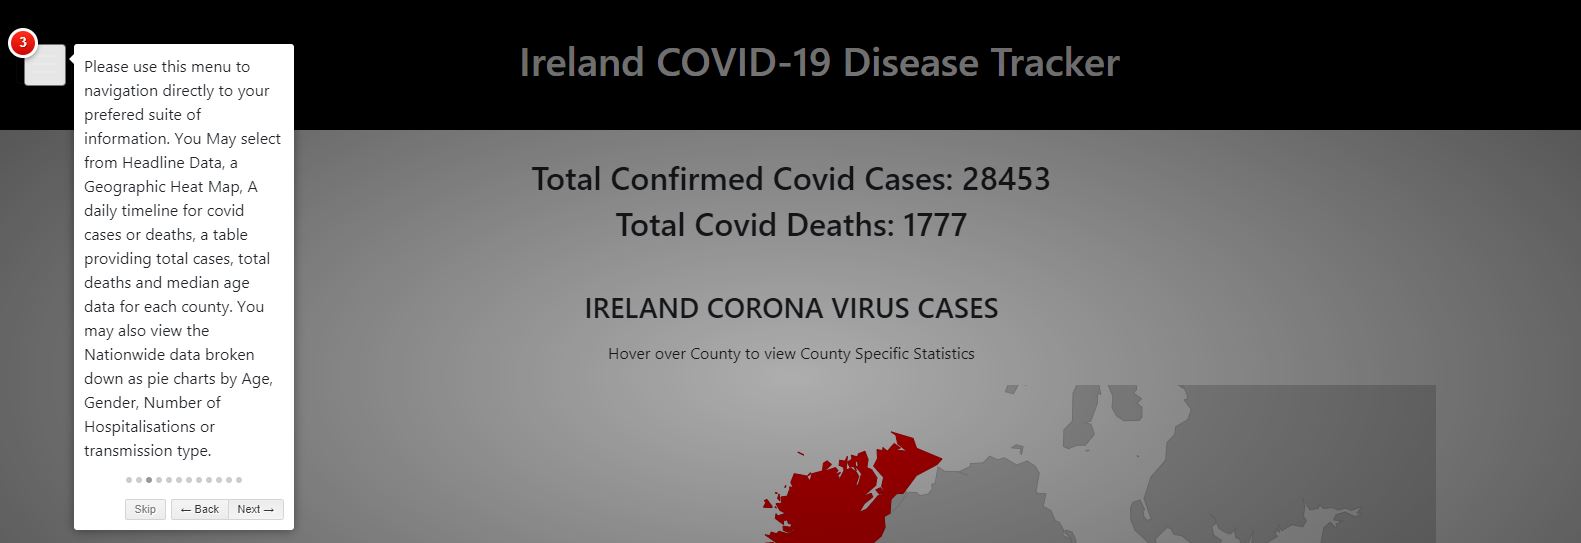 3
Please use this menu to
navigation directly to your
prefered suite of
information. You May select
from Headline Data, a
Geographic Heat Map, A
daily timeline for covid
cases or deaths, a table
providing total cases, total
deaths and median age
data for each county. You
may also view the
Nationwide data broken
down as pie charts by Age,
Gender, Number of
Hospitalisations or
transmission type.
Skip
← Back
Next →
Ireland COVID-19 Disease Tracker
Total Confirmed Covid Cases: 28453
Total Covid Deaths: 1777
IRELAND CORONA VIRUS CASES
Hover over County to view County Specific Statistics